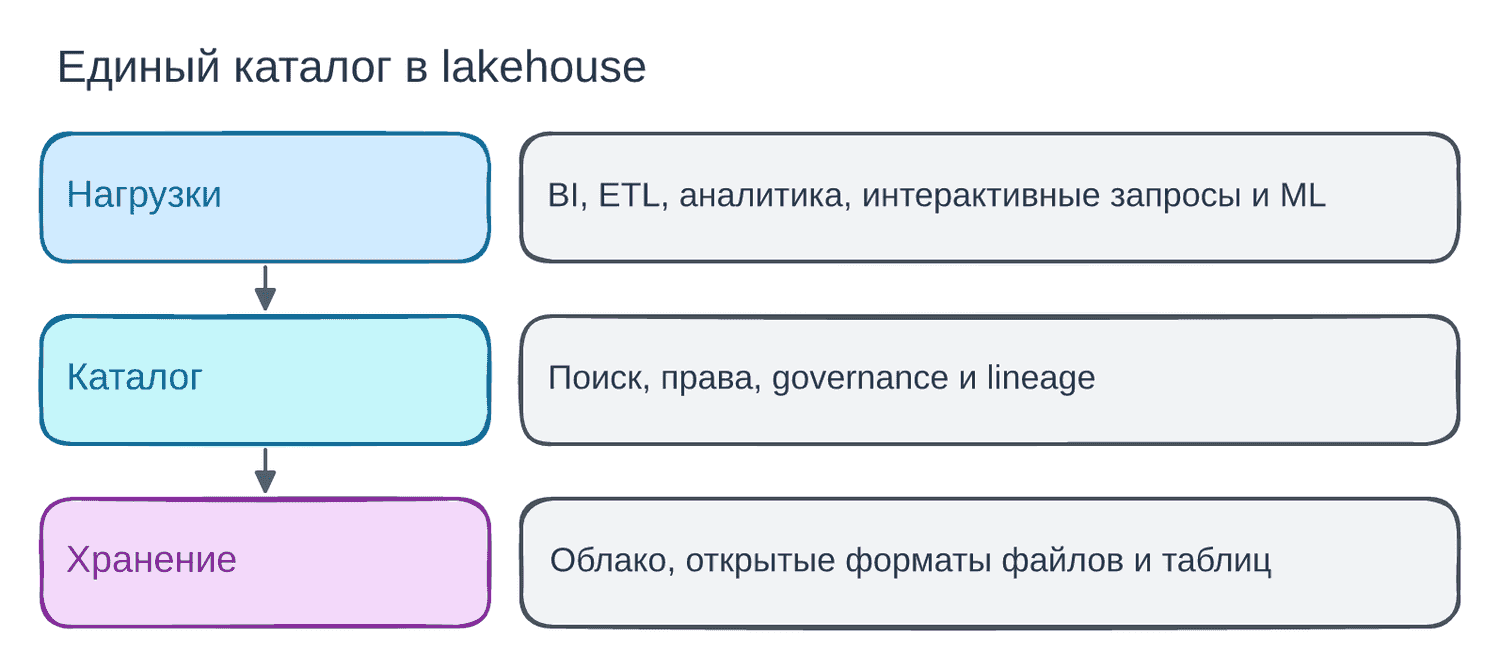 Единый каталог в lakehouse
Нагрузки
BI, ETL, аналитика, интерактивные запросы и ML
Каталог
Поиск, права, governance и lineage
Хранение
Облако, открытые форматы файлов и таблиц